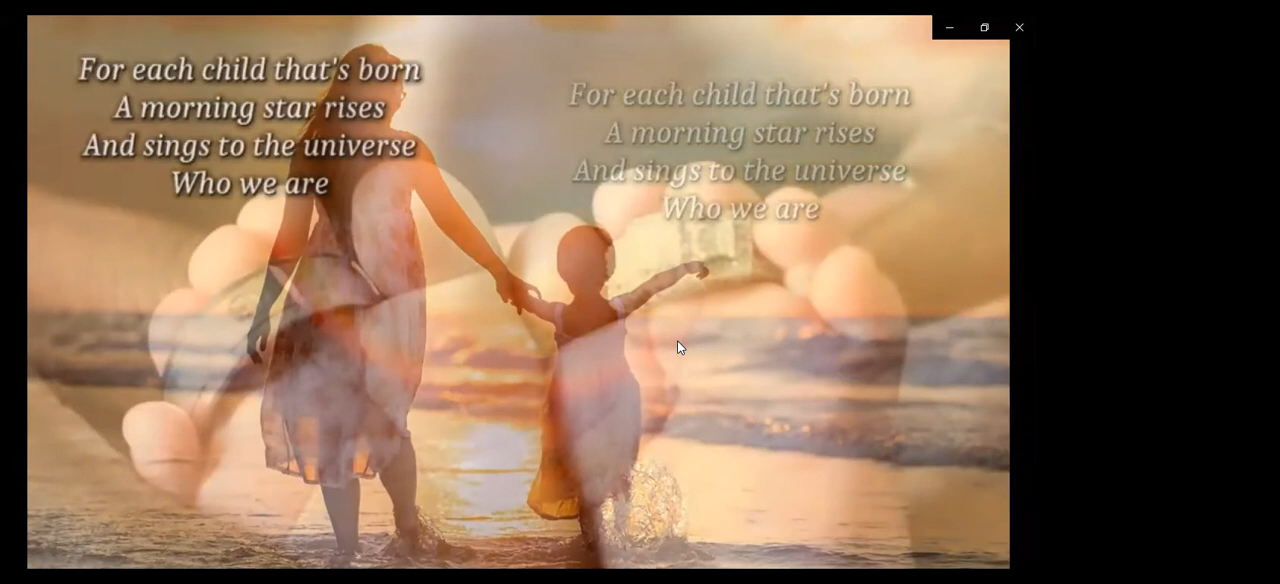 For each child that's born
A morning star rises
And sings to the universe
Who we are
For each child that's born
A morning star rises
And sings to the universe
Who we are